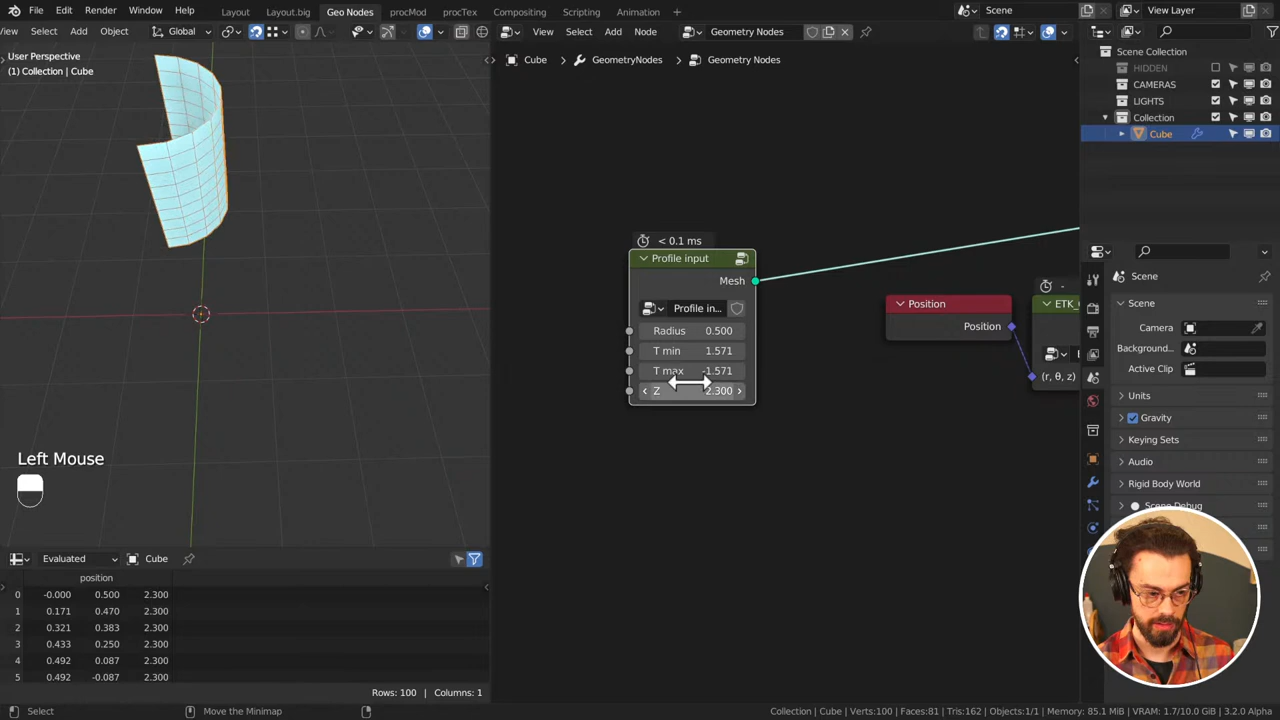 File Edit Render Window Help Layout Layout.big Geo Nodes procMod procTex Compositing Scripting Animation + Scene View Layer
View Select Add Object Global View Select Add Node Geometry Nodes
User Perspective
(1) Collection | Cube
Cube GeometryNodes Geometry Nodes
Scene Collection
HIDDEN
CAMERAS
LIGHTS
Collection
Cube
< 0.1 ms
Profile input
Mesh
Profile in...
Radius 0.500
T min 1.571
T max -1.571
Z 2.300
Position
Position
(r, θ, z)
Scene
Scene
Camera
Background...
Active Clip
Units
Gravity
Keying Sets
Audio
Rigid Body World
Scene Debug
Left Mouse
Evaluated Cube
position
0 -0.000 0.500 2.300
1 0.171 0.470 2.300
2 0.321 0.383 2.300
3 0.433 0.250 2.300
4 0.492 0.087 2.300
5 0.492 -0.087 2.300
Rows: 100 | Columns: 1
Select Move the Minimap Collection | Cube | Verts:100 | Faces:81 | Tris:162 | Objects:1/1 | Memory: 85.1 MiB | VRAM: 1.7/10.0 GiB | 3.2.0 Alpha